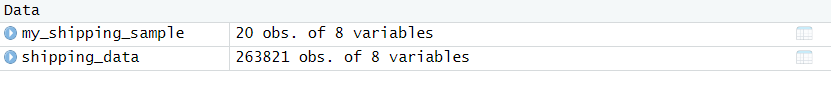 Data
my_shipping_sample 20 obs. of 8 variables
shipping_data 263821 obs. of 8 variables